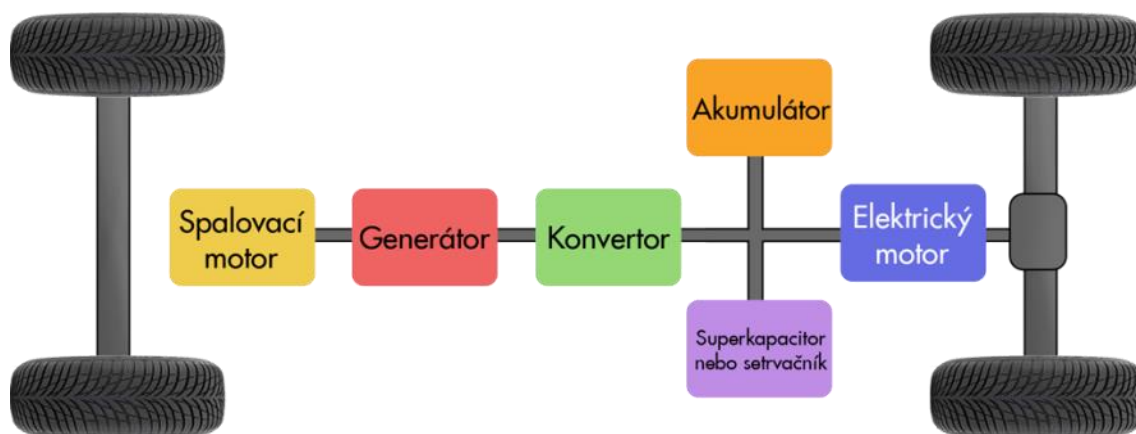 Spalovací
motor
Generátor
Konvertor
Akumulátor
Superkapacitor
nebo setrvačník
Elektrický
motor